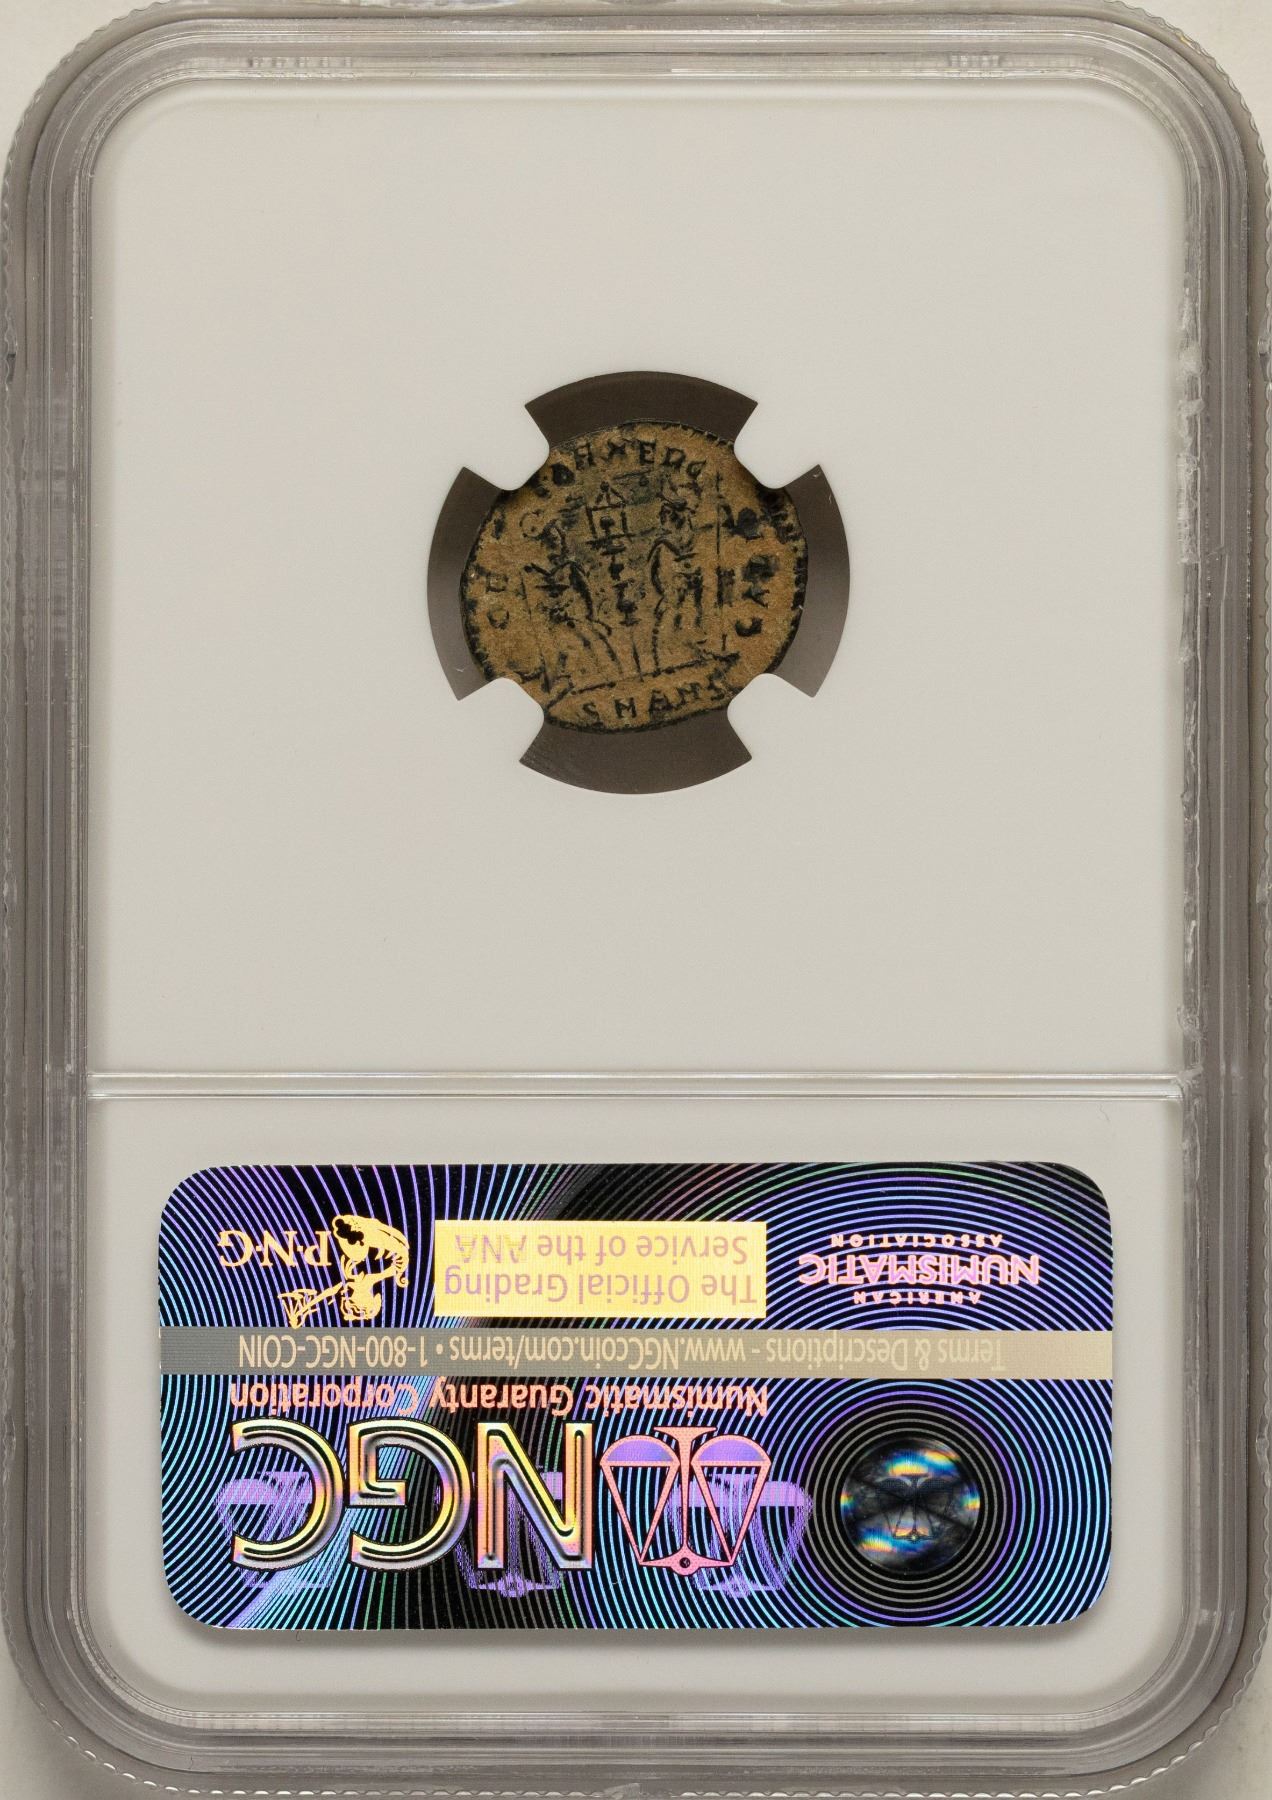 SMANS
NGC
Numismatic Guaranty Corporation
Terms & Descriptions - www.NGCcoin.com/terms • 1-800-NGC-COIN
AMERICAN
NUMISMATIC
ASSOCIATION
The Official Grading
Service of the ANA
P·N·G